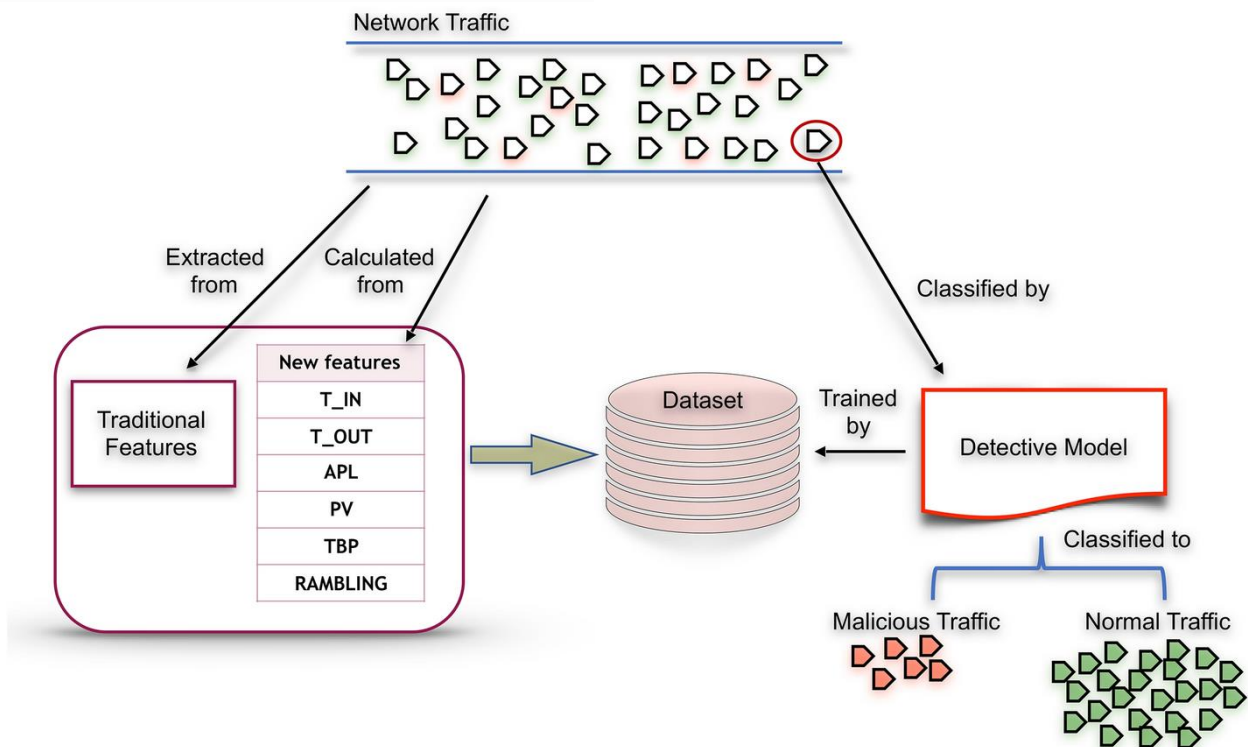 Network Traffic
Extracted
from
Calculated
from
Classified by
New features
T_IN
T_OUT
APL
PV
TBP
RAMBLING
Traditional
Features
Dataset
Trained
by
Detective Model
Classified to
Malicious Traffic
Normal Traffic